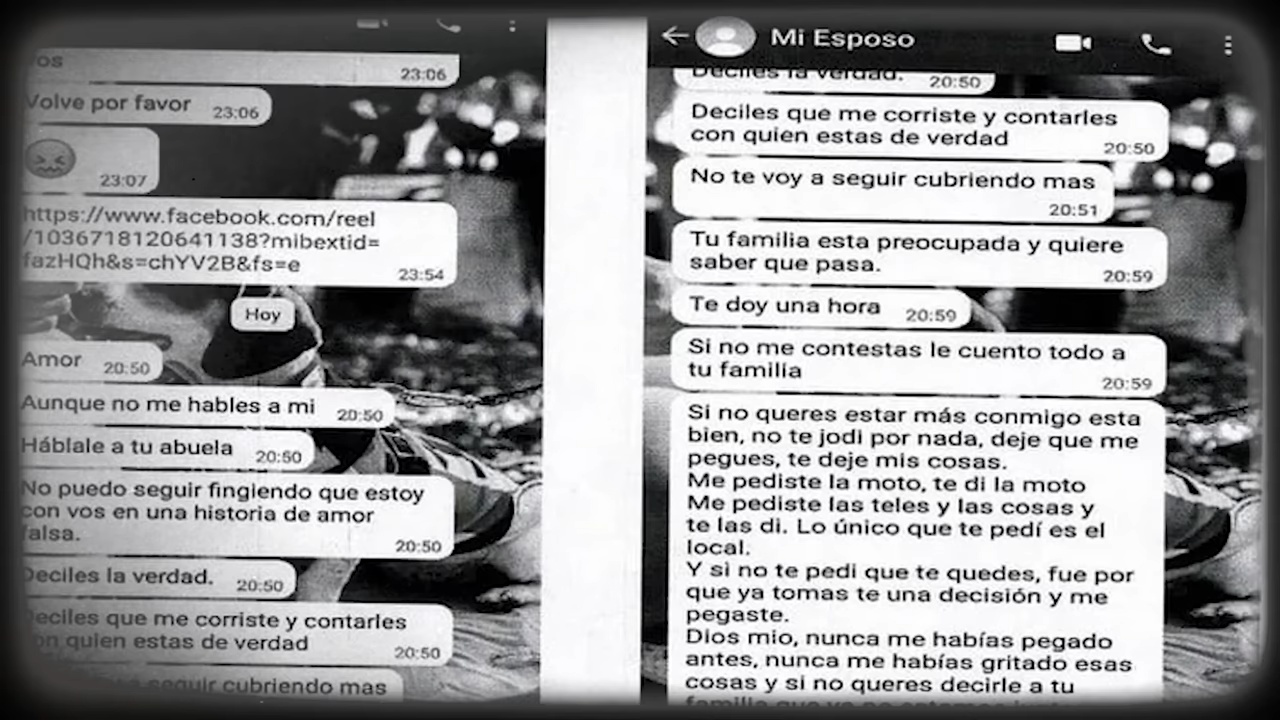 os
23:06
Volve por favor 23:06
23:07
https://www.facebook.com/reel
/1036718120641138?mibextid=
fazHQh&s=chYV2B&fs=e
23:54
Hoy
Amor 20:50
Aunque no me hables a mi 20:50
Háblale a tu abuela 20:50
No puedo seguir fingiendo que estoy
con vos en una historia de amor
falsa.
20:50
Deciles la verdad. 20:50
Deciles que me corriste y contarles
con quien estas de verdad
20:50
seguir cubriendo mas
Mi Esposo
Deciles la verdad. 20:50
Deciles que me corriste y contarles
con quien estas de verdad
20:50
No te voy a seguir cubriendo mas
20:51
Tu familia esta preocupada y quiere
saber que pasa.
20:59
Te doy una hora 20:59
Si no me contestas le cuento todo a
tu familia
20:59
Si no queres estar más conmigo esta
bien, no te jodi por nada, deje que me
pegues, te deje mis cosas.
Me pediste la moto, te di la moto
Me pediste las teles y las cosas y
te las di. Lo único que te pedí es el
local.
Y si no te pedi que te quedes, fue por
que ya tomas te una decisión y me
pegaste.
Dios mio, nunca me habías pegado
antes, nunca me habías gritado esas
cosas y si no queres decirle a tu
familia que ya no estamos